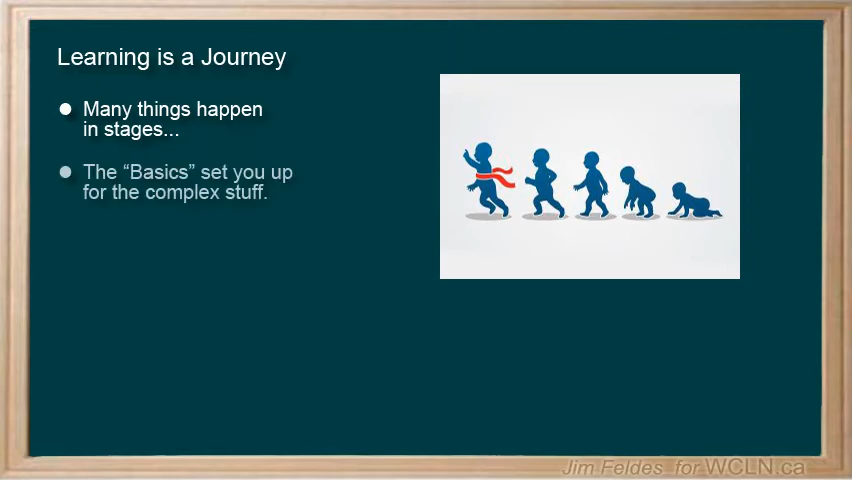 Learning is a Journey
● Many things happen
in stages...
● The “Basics” set you up
for the complex stuff.
Jim Feldes for WCLN.ca